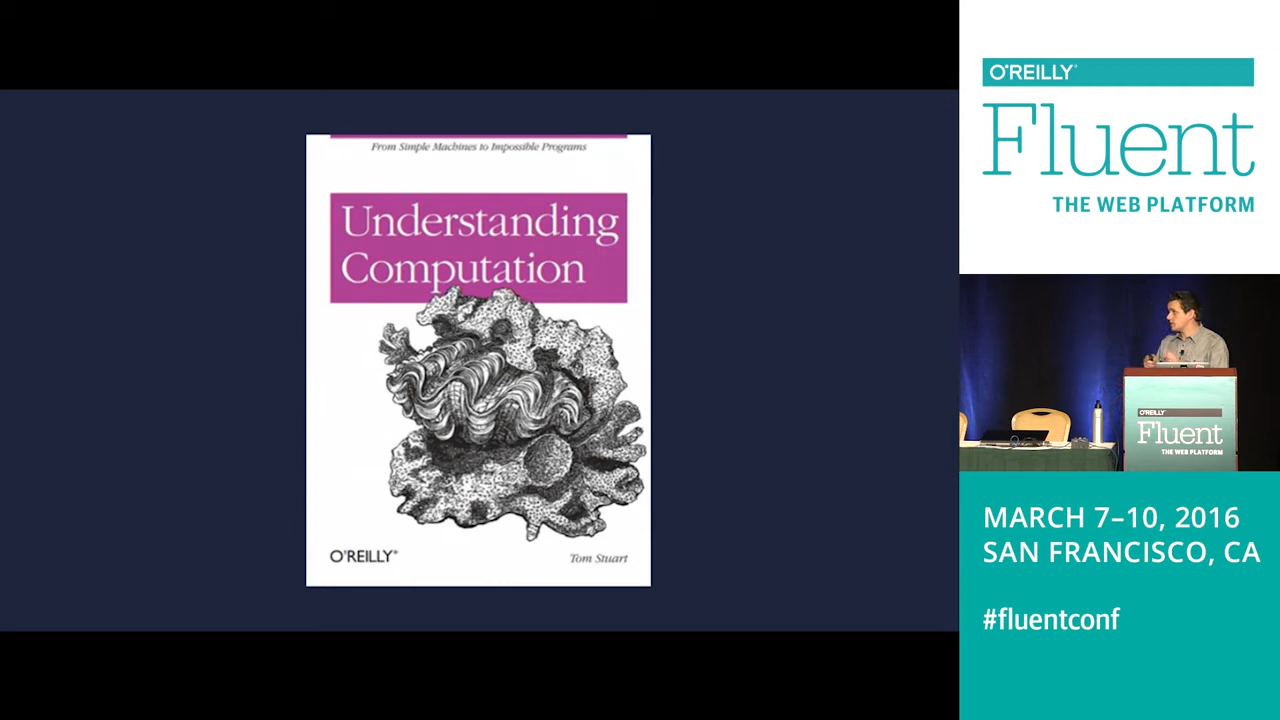 From Simple Machines to Impossible Programs
Understanding
Computation
O'REILLY®
Tom Stuart
O'REILLY™
Fluent
THE WEB PLATFORM
O'REILLY
Fluent
THE WEB PLATFORM
MARCH 7–10, 2016
SAN FRANCISCO, CA
#fluentconf